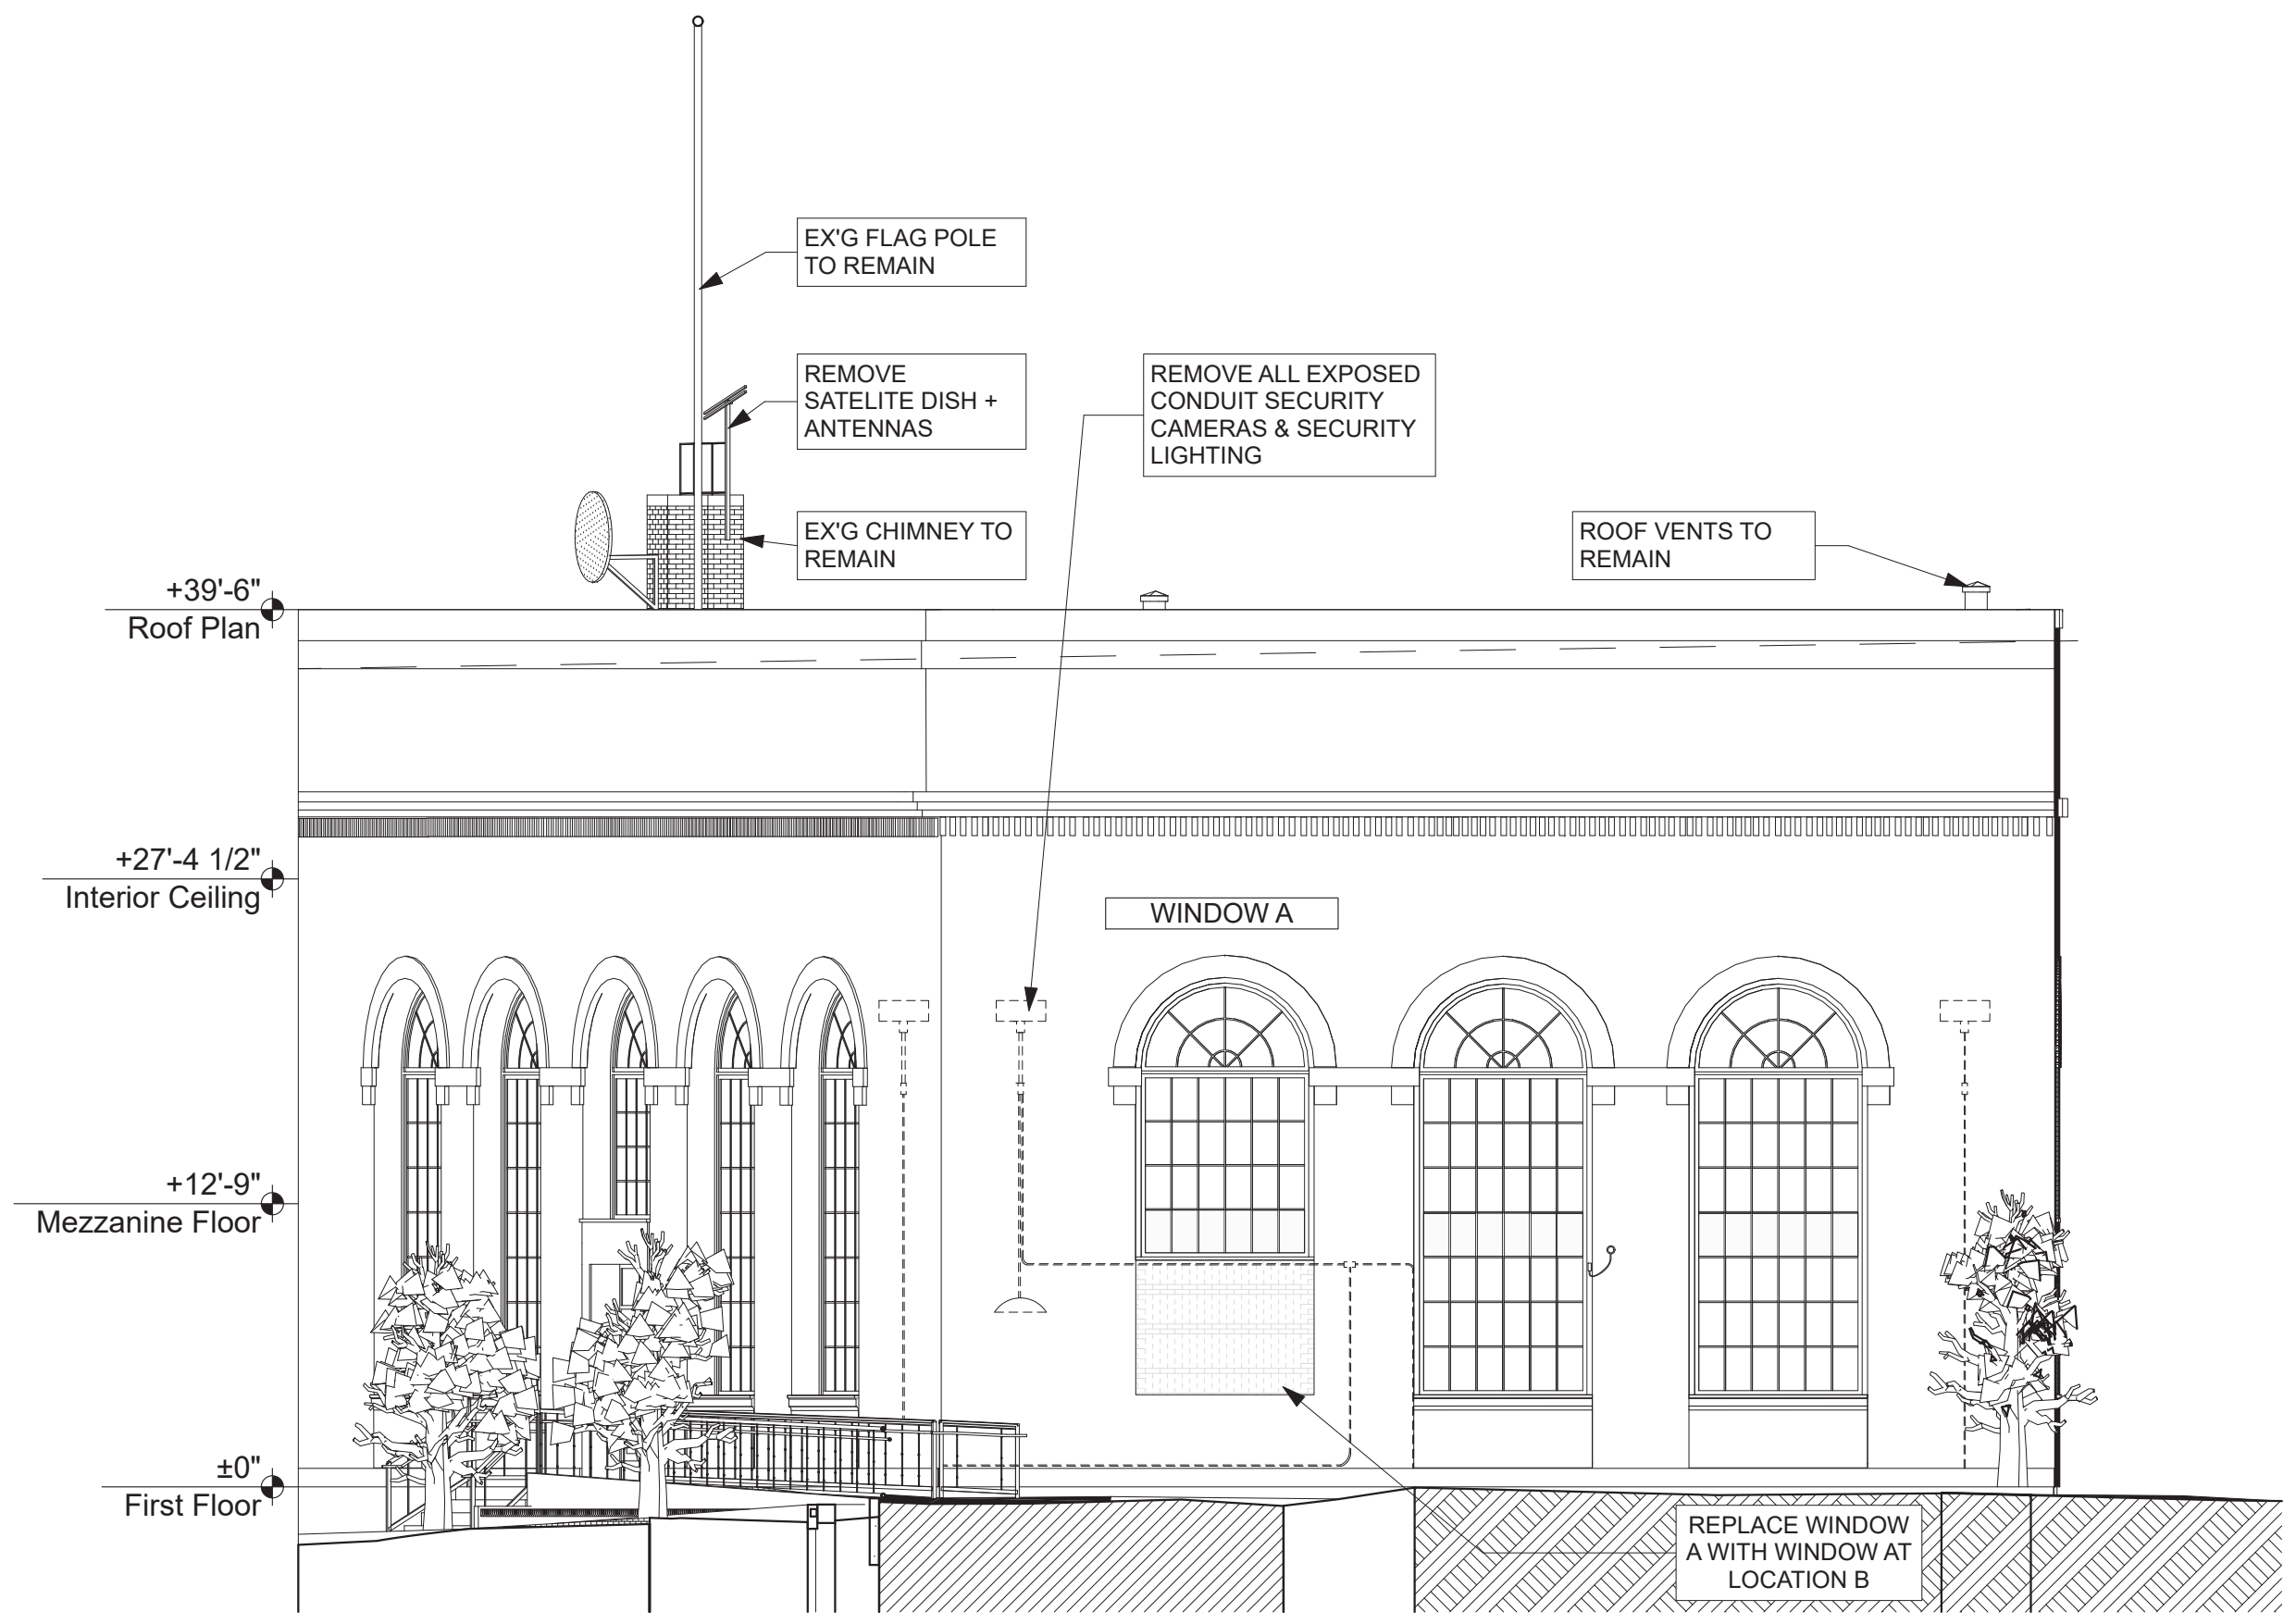 EX'G FLAG POLE
TO REMAIN
REMOVE
SATELITE DISH +
ANTENNAS
REMOVE ALL EXPOSED
CONDUIT SECURITY
CAMERAS & SECURITY
LIGHTING
EX'G CHIMNEY TO
REMAIN
ROOF VENTS TO
REMAIN
+39'-6"
Roof Plan
+27'-4 1/2"
Interior Ceiling
WINDOW A
+12'-9"
Mezzanine Floor
±0"
First Floor
REPLACE WINDOW
A WITH WINDOW AT
LOCATION B